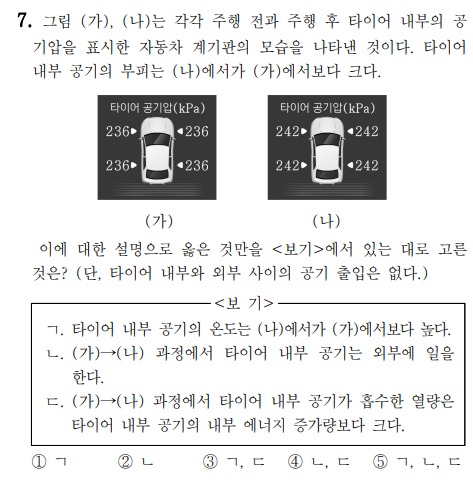 7. 그림 (가), (나)는 각각 주행 전과 주행 후 타이어 내부의 공
기압을 표시한 자동차 계기판의 모습을 나타낸 것이다. 타이어
내부 공기의 부피는 (나)에서가 (가)에서보다 크다.
타이어 공기압(kPa) 타이어 공기압(kPa)
236 236 242 242
236 236 242 242
(가) (나)
이에 대한 설명으로 옳은 것만을 <보기>에서 있는 대로 고른
것은? (단, 타이어 내부와 외부 사이의 공기 출입은 없다.)
<보 기>
ㄱ. 타이어 내부 공기의 온도는 (나)에서가 (가)에서보다 높다.
ㄴ. (가)→(나) 과정에서 타이어 내부 공기는 외부에 일을
한다.
ㄷ. (가)→(나) 과정에서 타이어 내부 공기가 흡수한 열량은
타이어 내부 공기의 내부 에너지 증가량보다 크다.
① ㄱ ② ㄴ ③ ㄱ, ㄷ ④ ㄴ, ㄷ ⑤ ㄱ, ㄴ, ㄷ